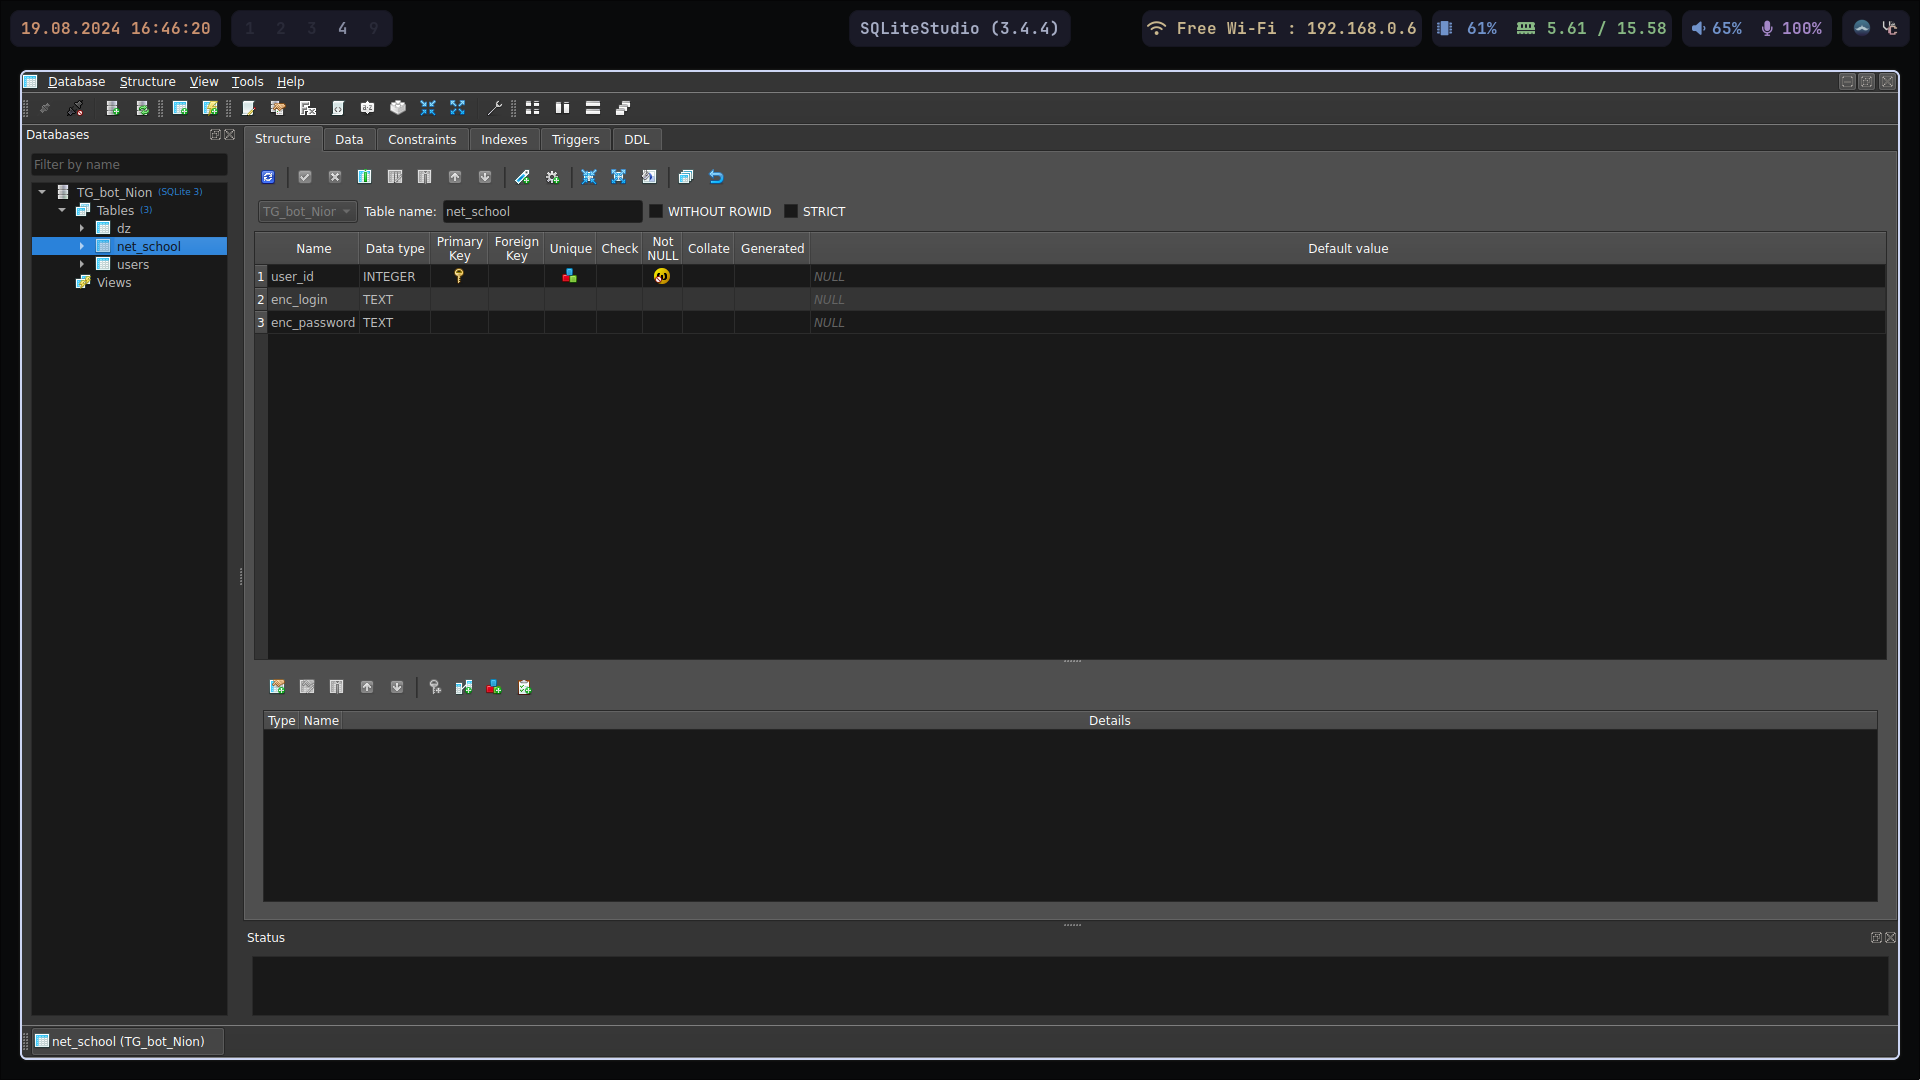 19.08.2024 16:46:20
1 2 3 4 9
SQLiteStudio (3.4.4)
Free Wi-Fi : 192.168.0.6
61% 5.61 / 15.58
65% 100%
Database Structure View Tools Help
Databases
Structure Data Constraints Indexes Triggers DDL
Filter by name
TG_bot_Nion (SQLite 3)
Tables (3)
dz
net_school
users
Views
TG_bot_Nior Table name: net_school WITHOUT ROWID STRICT
Name Data type Primary Key Foreign Key Unique Check Not NULL Collate Generated Default value
1 user_id INTEGER NULL
2 enc_login TEXT NULL
3 enc_password TEXT NULL
Type Name Details
Status
net_school (TG_bot_Nion)